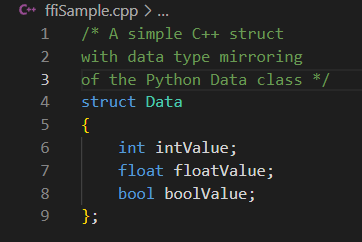 C++ ffiSample.cpp > ...
1 /* A simple C++ struct
2 with data type mirroring
3 of the Python Data class */
4 struct Data
5 {
6     int intValue;
7     float floatValue;
8     bool boolValue;
9 };